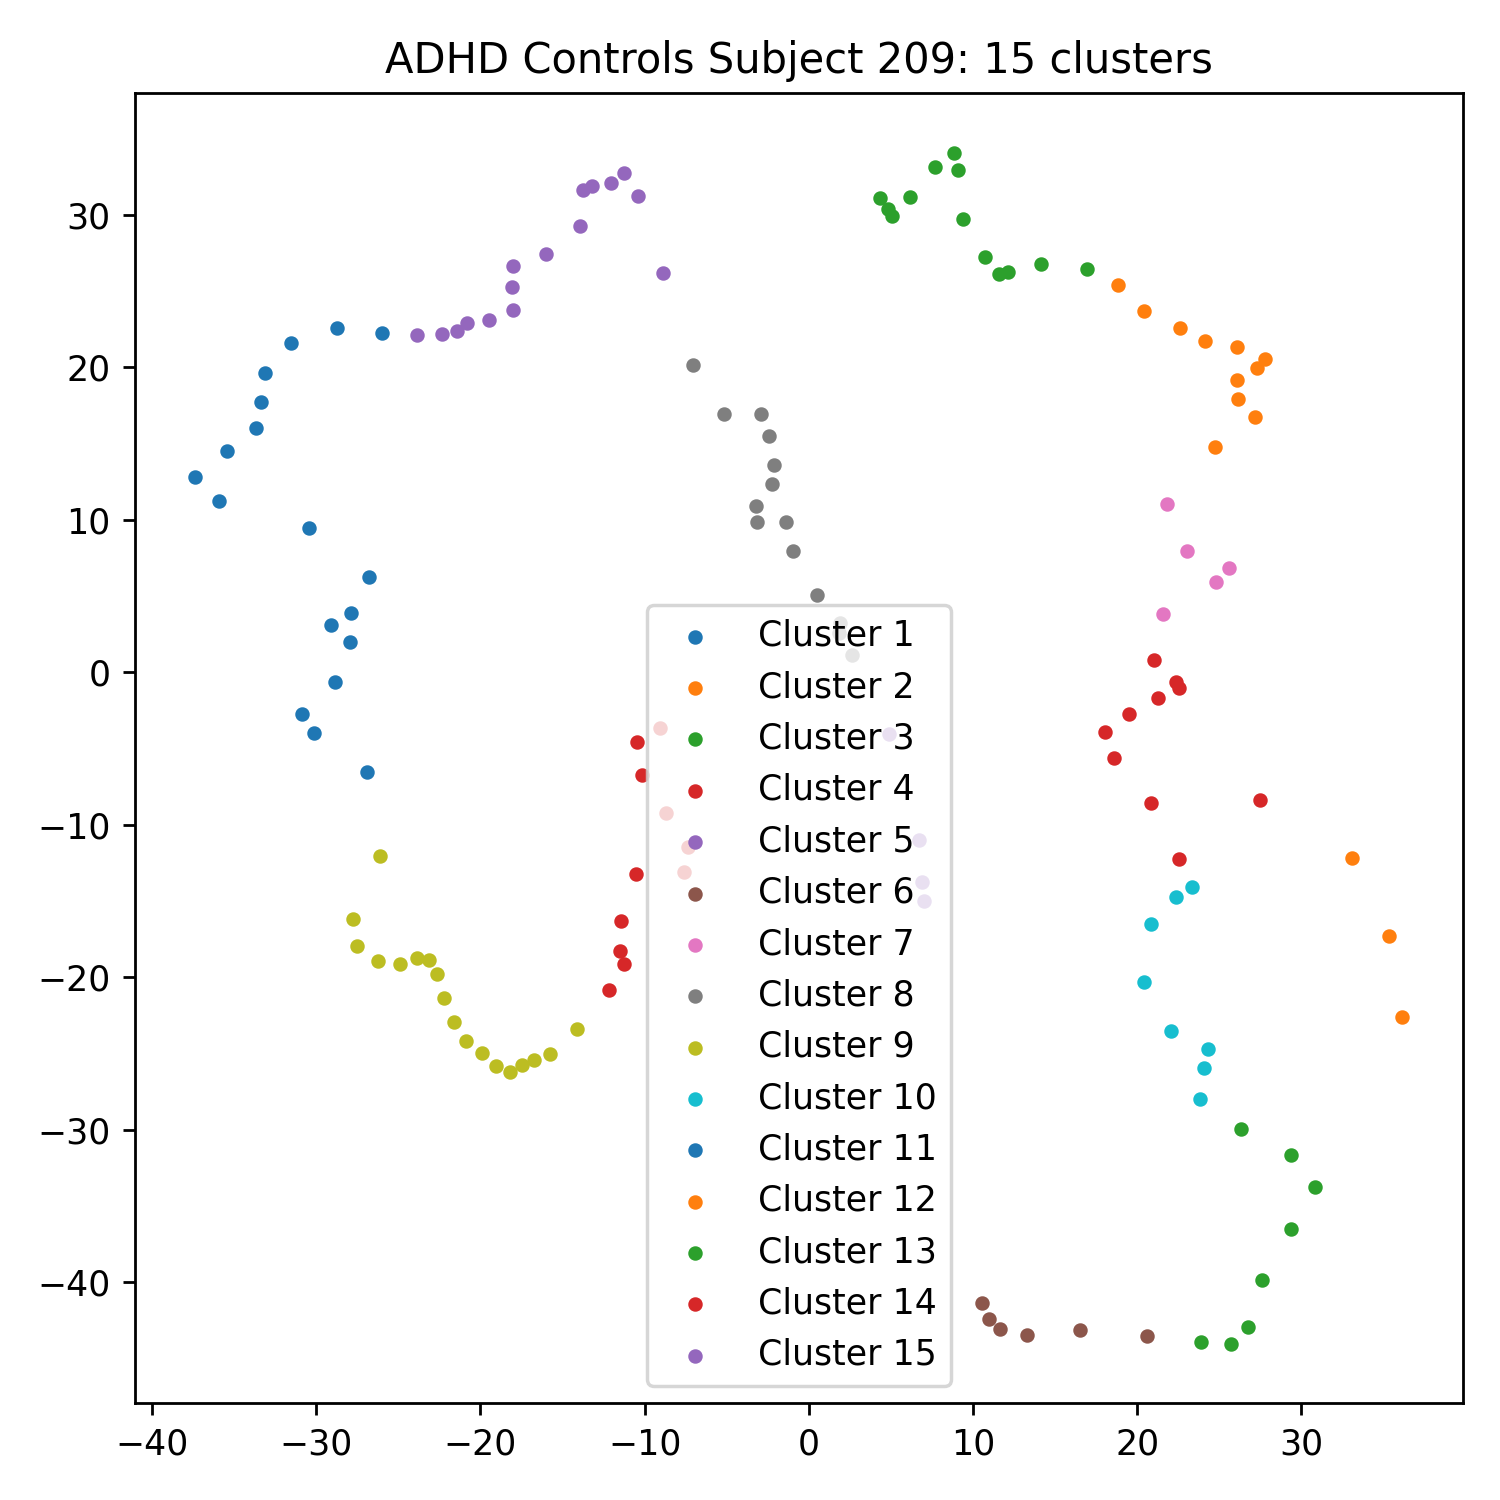 ADHD Controls Subject 209: 15 clusters
30
20
10
0
−10
−20
−30
−40
Cluster 1
Cluster 2
Cluster 3
Cluster 4
Cluster 5
Cluster 6
Cluster 7
Cluster 8
Cluster 9
Cluster 10
Cluster 11
Cluster 12
Cluster 13
Cluster 14
Cluster 15
−40 −30 −20 −10 0 10 20 30